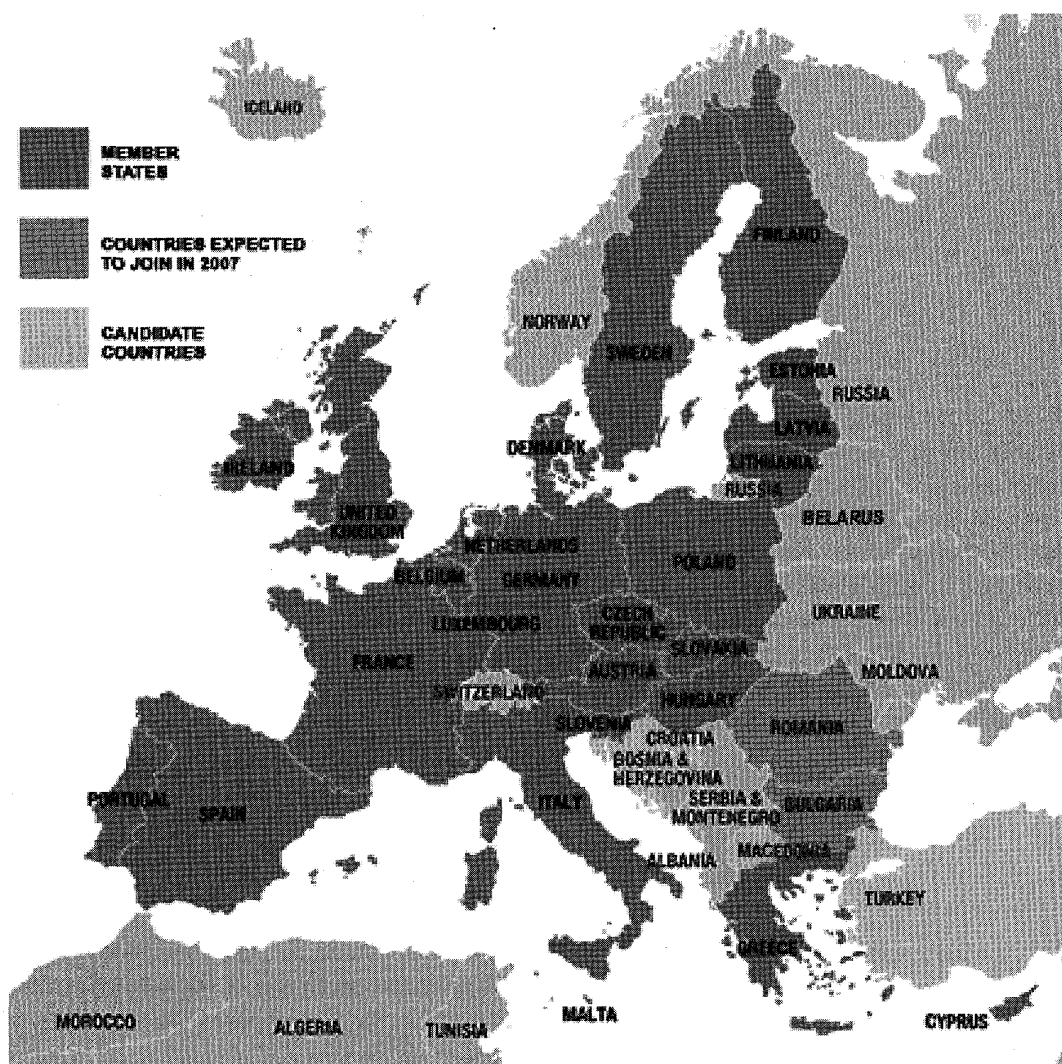 ICELAND
MEMBER
STATES
COUNTRIES EXPECTED
TO JOIN IN 2007
FINLAND
NORWAY
CANDIDATE
COUNTRIES
SWEDEN
ESTONIA
RUSSIA
LATVIA
DENMARK
IRELAND
LITHUANIA
RUSSIA
UNITED
KINGDOM
BELARUS
NETHERLANDS
POLAND
BELGIUM
GERMANY
UKRAINE
CZECH
REPUBLIC
LUXEMBOURG
SLOVAKIA
FRANCE
AUSTRIA
MOLDOVA
SWITZERLAND
HUNGARY
SLOVENIA
ROMANIA
CROATIA
BOSNIA &
HERZEGOVINA
PORTUGAL
SPAIN
ITALY
SERBIA &
MONTENEGRO
BULGARIA
ALBANIA
MACEDONIA
TURKEY
GREECE
MOROCCO
ALGERIA
TUNISIA
MALTA
CYPRUS